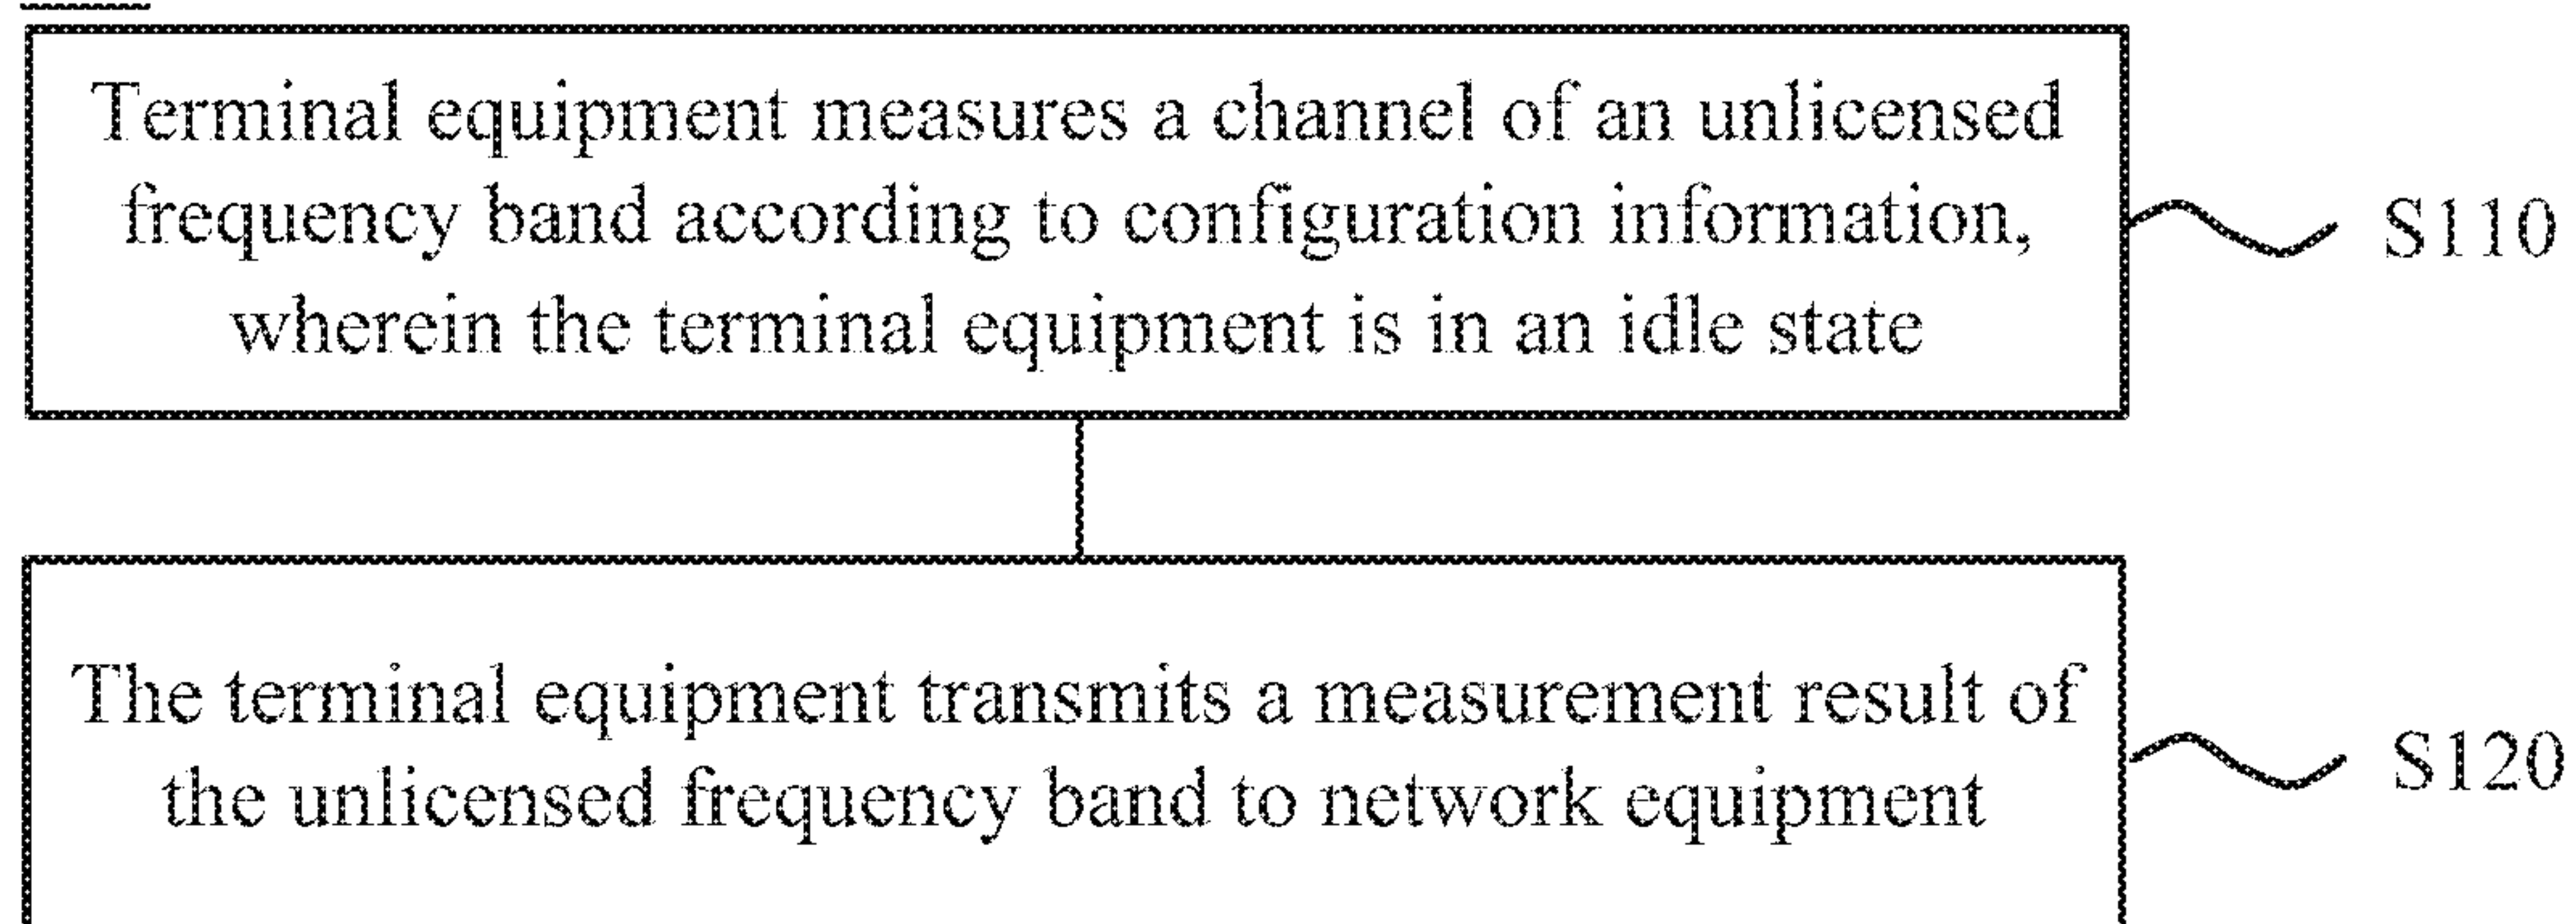 Terminal equipment measures a channel of an unlicensed
frequency band according to configuration information,
wherein the terminal equipment is in an idle state
S110
The terminal equipment transmits a measurement result of
the unlicensed frequency band to network equipment
S120